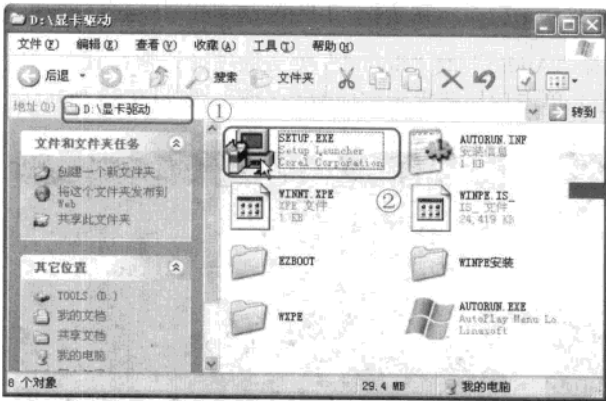 D:\显卡驱动
文件(F) 编辑(E) 查看(V) 收藏(A) 工具(T) 帮助(H)
后退 搜索 文件夹
地址(D) D:\显卡驱动 ① 转到
文件和文件夹任务
创建一个新文件夹
将这个文件夹发布到
Web
共享此文件夹
其它位置
TOOLS (D:)
我的文档
共享文档
我的电脑
SETUP.EXE
Setup Launcher
Corel Corporation
AUTORUN.INF
安装信息
1 KB
②
WINNT.XPE
XPE 文件
1 KB
WINPE.IS_
IS_ 文件
24,419 KB
EZBOOT
WINPE安装
WXPE
AUTORUN.EXE
AutoPlay Menu Lo
Linasoft
8 个对象 29.4 MB 我的电脑